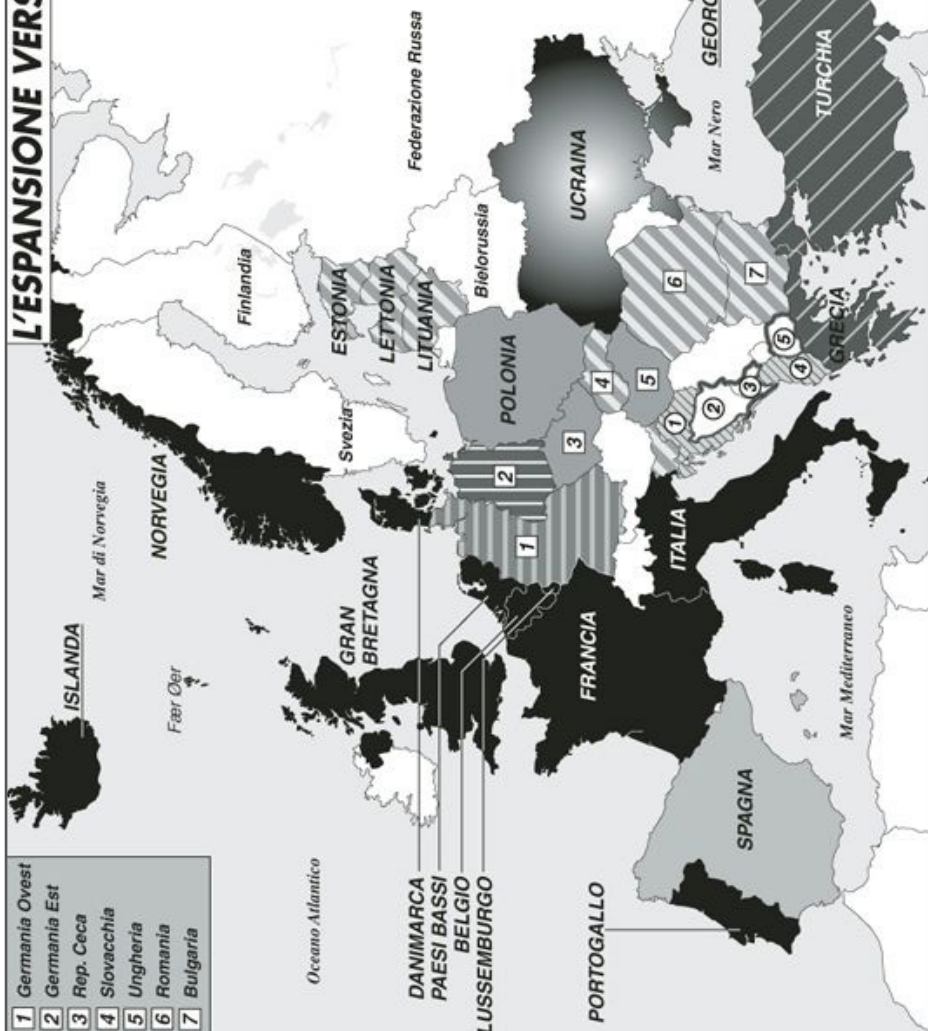 L'ESPANSIONE VERS
1 Germania Ovest
2 Germania Est
3 Rep. Ceca
4 Slovacchia
5 Ungheria
6 Romania
7 Bulgaria
ISLANDA
Mar di Norvegia
Fær Øer
NORVEGIA
Svezia
Finlandia
ESTONIA
LETTONIA
LITUANIA
Federazione Russa
Bielorussia
Oceano Atlantico
GRAN
BRETAGNA
DANIMARCA
PAESI BASSI
BELGIO
LUSSEMBURGO
POLONIA
UCRAINA
1
2
3
4
5
6
7
FRANCIA
ITALIA
1
2
3
4
5
PORTOGALLO
SPAGNA
Mar Mediterraneo
GRECIA
Mar Nero
GEORG
TURCHIA